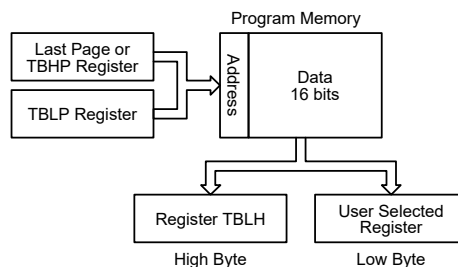 Program Memory
Last Page or
TBHP Register
TBLP Register
Address
Data
16 bits
Register TBLH
User Selected
Register
High Byte
Low Byte